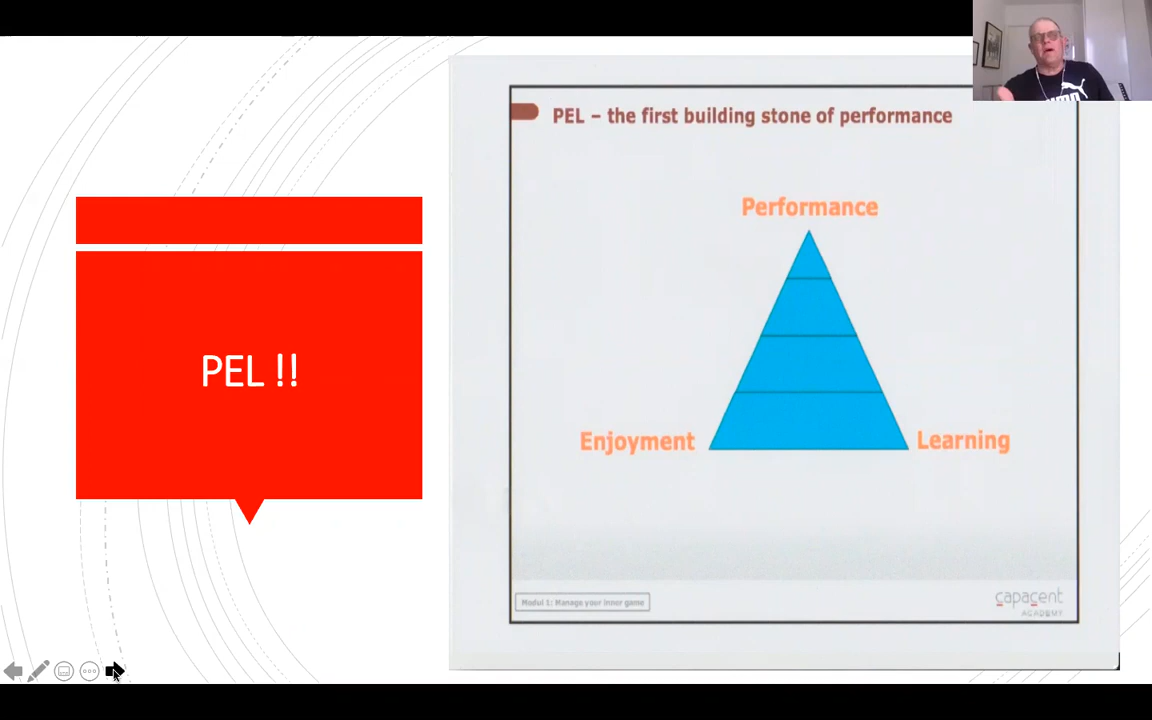 PEL !!
PEL – the first building stone of performance
Performance
Enjoyment
Learning
Modul 1: Manage your inner game
capacent
ACADEMY